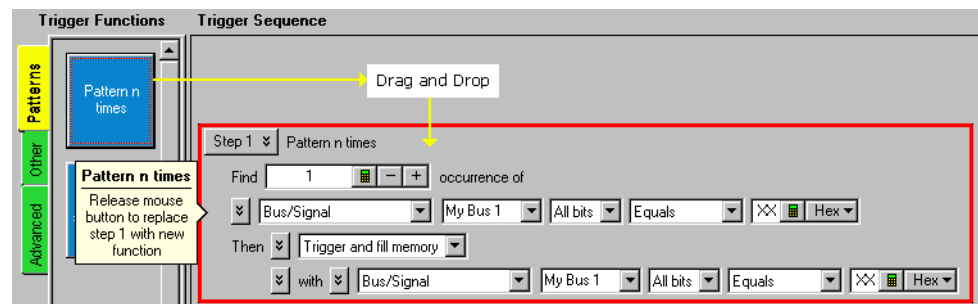 Trigger Functions Trigger Sequence
Patterns
Other
Advanced
Pattern n
times
Drag and Drop
Pattern n times
Release mouse
button to replace
step 1 with new
function
Step 1 Pattern n times
Find 1 - + occurrence of
Bus/Signal My Bus 1 All bits Equals XX Hex
Then Trigger and fill memory
with Bus/Signal My Bus 1 All bits Equals XX Hex